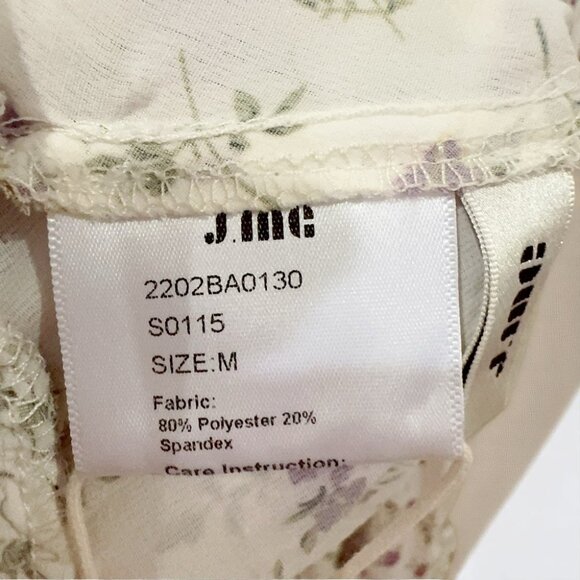 J.ING
2202BA0130
S0115
SIZE:M
Fabric:
80% Polyester 20%
Spandex
Care Instruction: